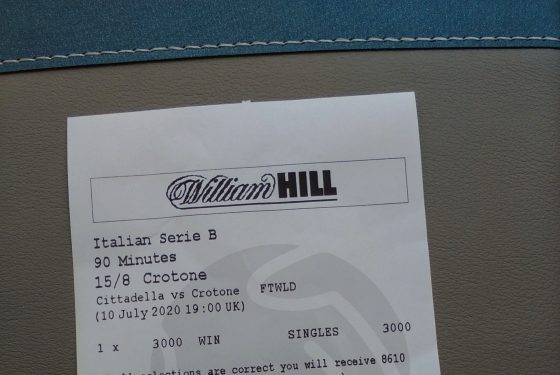 William HILL
Italian Serie B
90 Minutes
15/8 Crotone
Cittadella vs Crotone FTWLD
(10 July 2020 19:00 UK)
1 x 3000 WIN SINGLES 3000
selections are correct you will receive 8610